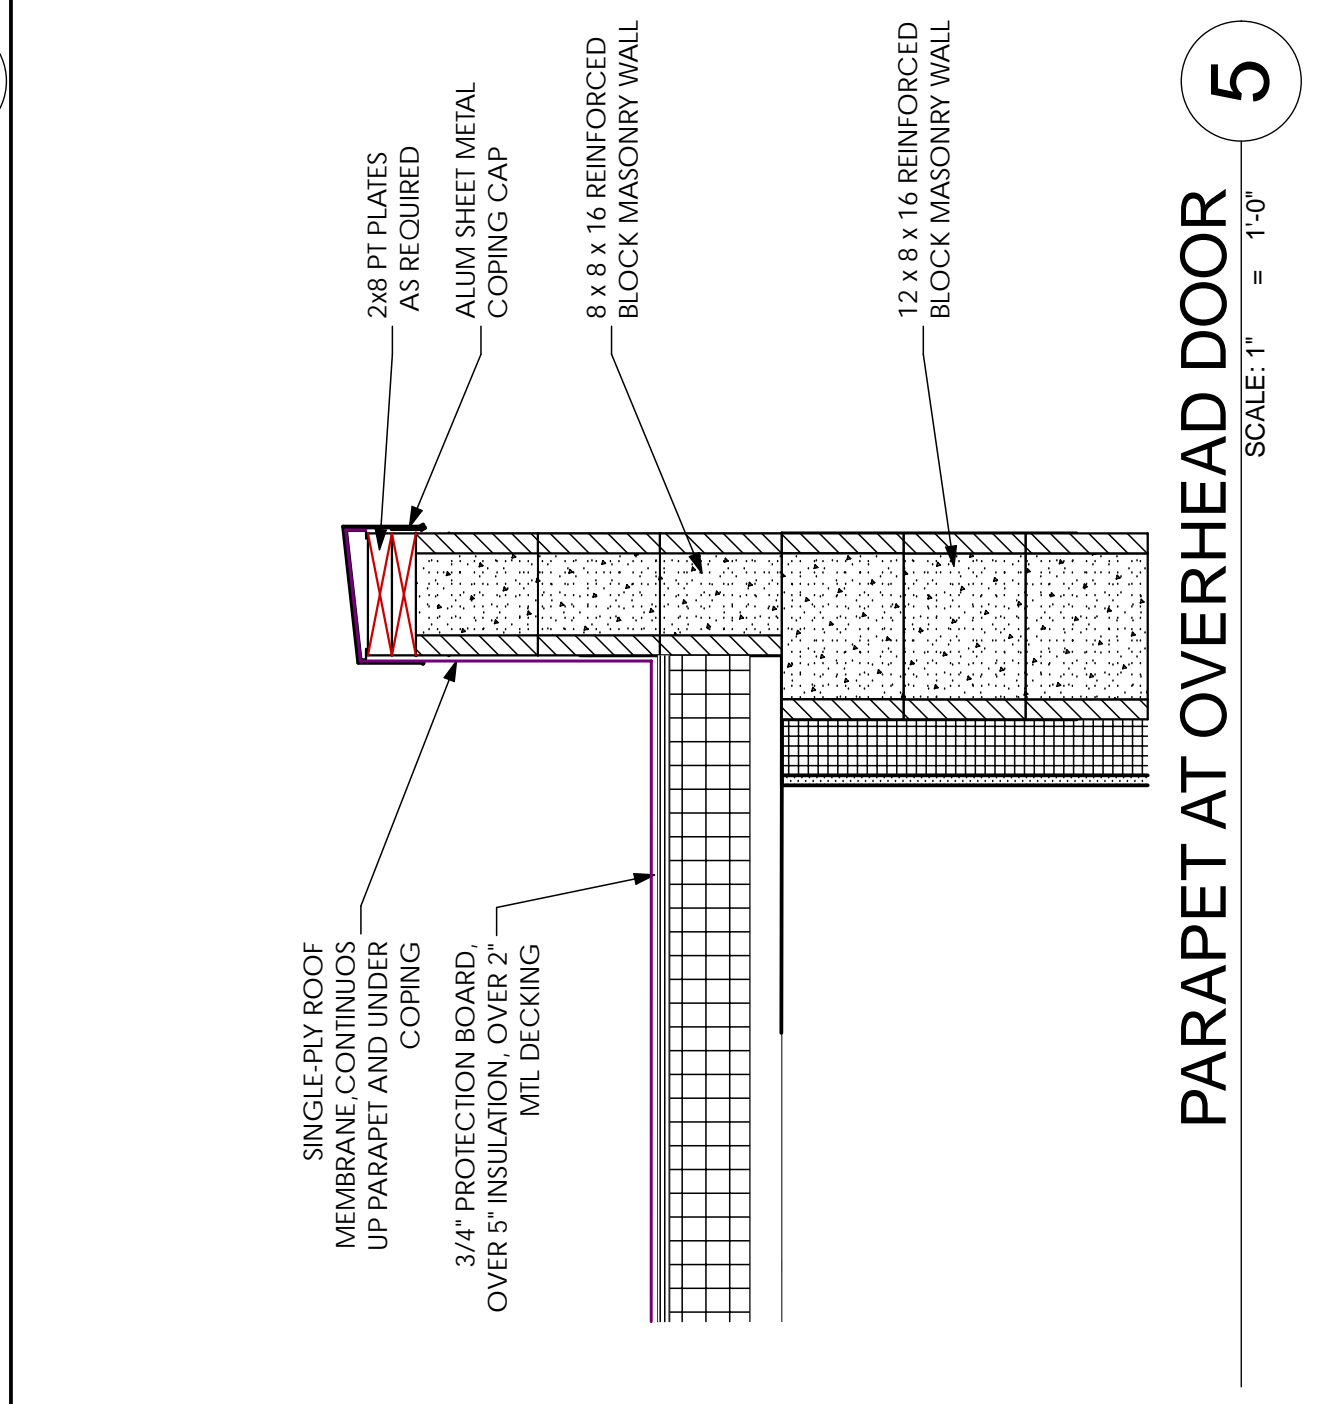 2x8 PT PLATES
AS REQUIRED
ALUM SHEET METAL
COPING CAP
8 x 8 x 16 REINFORCED
BLOCK MASONRY WALL
12 x 8 x 16 REINFORCED
BLOCK MASONRY WALL
SINGLE-PLY ROOF
MEMBRANE,CONTINUOS
UP PARAPET AND UNDER
COPING
3/4" PROTECTION BOARD,
OVER 5" INSULATION, OVER 2"
MTL DECKING
PARAPET AT OVERHEAD DOOR
5
SCALE: 1" = 1'-0"